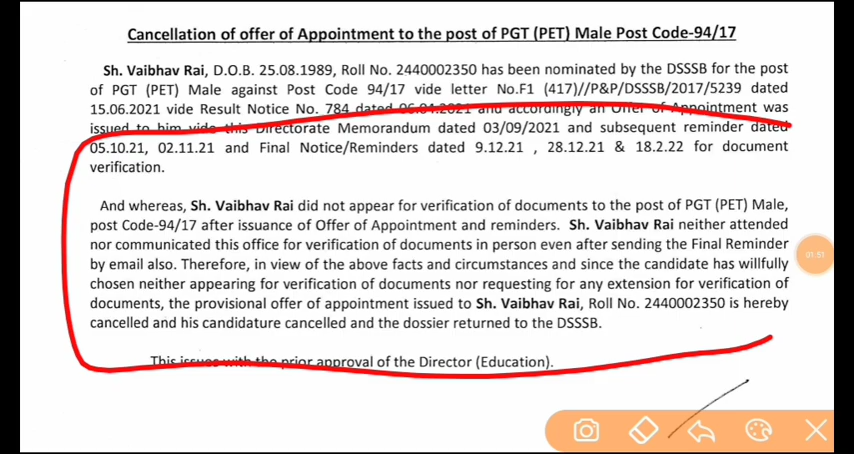 Cancellation of offer of Appointment to the post of PGT (PET) Male Post Code-94/17
Sh. Vaibhav Rai, D.O.B. 25.08.1989, Roll No. 2440002350 has been nominated by the DSSSB for the post
of PGT (PET) Male against Post Code 94/17 vide letter No.F1 (417)//P&P/DSSSB/2017/5239 dated
15.06.2021 vide Result Notice No. 784 dated 06.04.2021 and accordingly an Offer of Appointment was
issued to him vide this Directorate Memorandum dated 03/09/2021 and subsequent reminder dated
05.10.21, 02.11.21 and Final Notice/Reminders dated 9.12.21 , 28.12.21 & 18.2.22 for document
verification.
And whereas, Sh. Vaibhav Rai did not appear for verification of documents to the post of PGT (PET) Male,
post Code-94/17 after issuance of Offer of Appointment and reminders. Sh. Vaibhav Rai neither attended
nor communicated this office for verification of documents in person even after sending the Final Reminder
by email also. Therefore, in view of the above facts and circumstances and since the candidate has willfully
chosen neither appearing for verification of documents nor requesting for any extension for verification of
documents, the provisional offer of appointment issued to Sh. Vaibhav Rai, Roll No. 2440002350 is hereby
cancelled and his candidature cancelled and the dossier returned to the DSSSB.
This issues with the prior approval of the Director (Education).
01:51